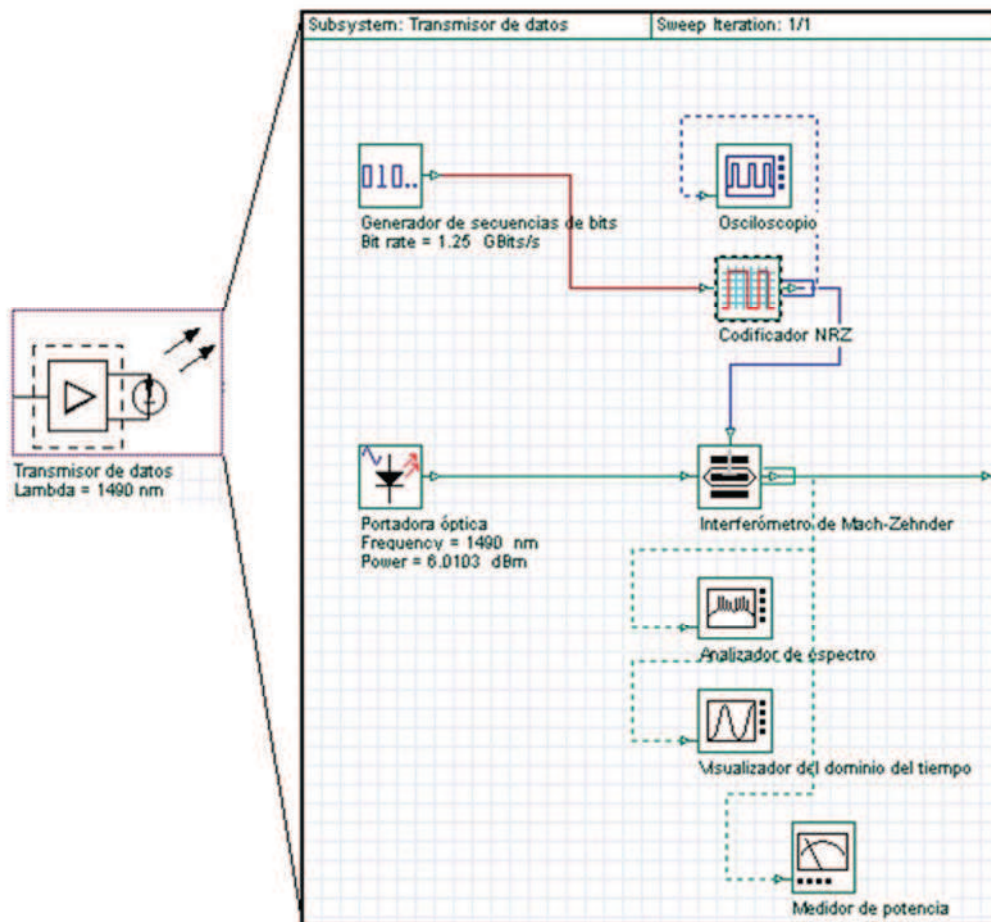 Subsystem: Transmisor de datos
Sweep Iteration: 1/1
010..
Generador de secuencias de bits
Bit rate = 1.25 GBits/s
Osciloscopio
Codificador NRZ
Transmisor de datos
Lambda = 1490 nm
Portadora óptica
Frequency = 1490 nm
Power = 6.0103 dBm
Interferómetro de Mach-Zehnder
Analizador de espectro
Visualizador del dominio del tiempo
Medidor de potencia